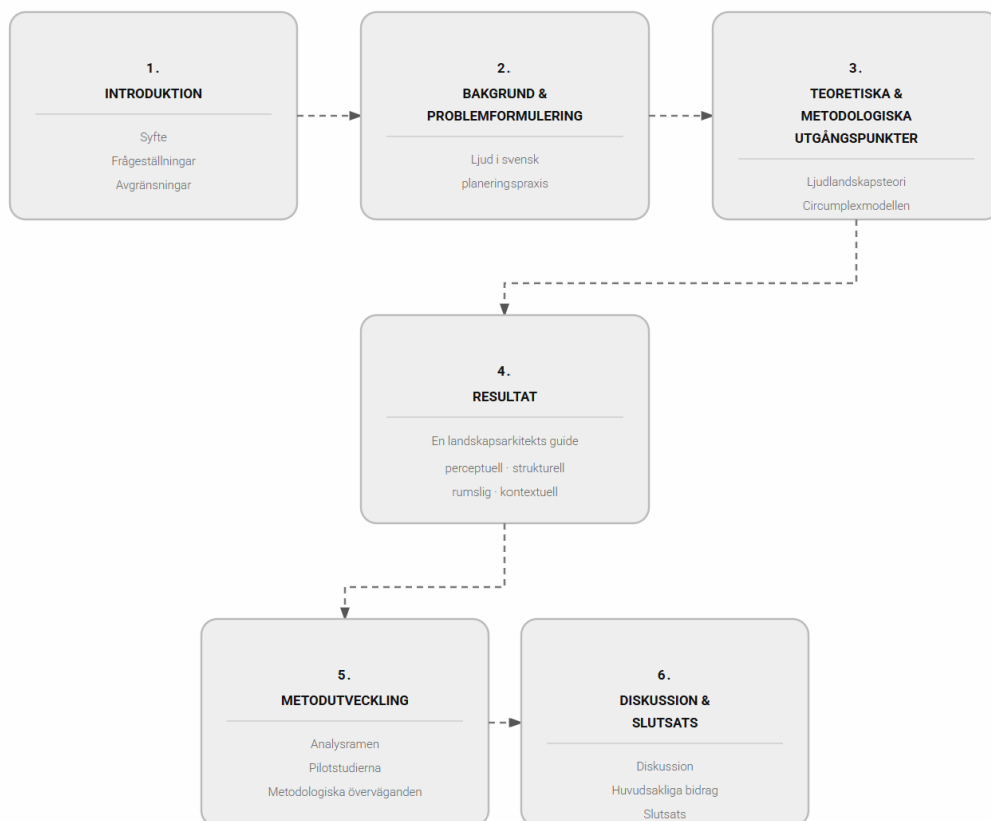 1.
INTRODUKTION
Syfte
Frågeställningar
Avgränsningar
2.
BAKGRUND &
PROBLEMFORMULERING
Ljud i svensk
planeringspraxis
3.
TEORETISKA &
METODOLOGISKA
UTGÅNGSPUNKTER
Ljudlandskapsteori
Circumplexmodellen
4.
RESULTAT
En landskapsarkitekts guide
perceptuell · strukturell
rumslig · kontextuell
5.
METODUTVECKLING
Analysramen
Pilotstudierna
Metodologiska överväganden
6.
DISKUSSION &
SLUTSATS
Diskussion
Huvudsakliga bidrag
Slutsats